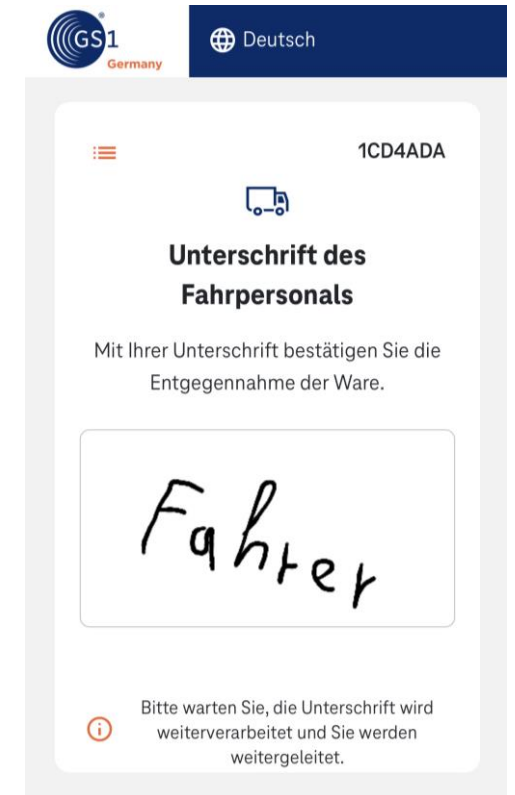 GS1
Germany
Deutsch
1CD4ADA
Unterschrift des
Fahrpersonals
Mit Ihrer Unterschrift bestätigen Sie die
Entgegennahme der Ware.
Fahrer
Bitte warten Sie, die Unterschrift wird
weiterverarbeitet und Sie werden
weitergeleitet.